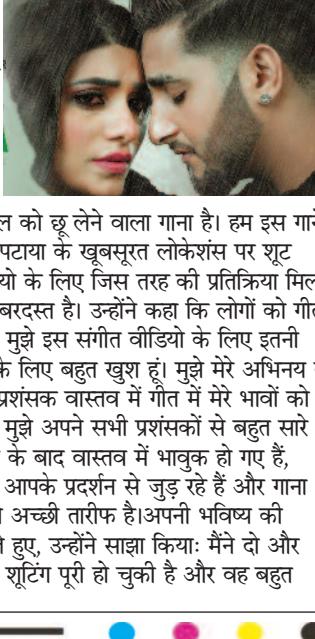 ल को छू लेने वाला गाना है। हम इस गाने
पटाया के खूबसूरत लोकेशंस पर शूट
यो के लिए जिस तरह की प्रतिक्रिया मिल
बरदस्त है। उन्होंने कहा कि लोगों को गीत
मुझे इस संगीत वीडियो के लिए इतनी
के लिए बहुत खुश हूं। मुझे मेरे अभिनय
प्रशंसक वास्तव में गीत में मेरे भावों को
मुझे अपने सभी प्रशंसकों से बहुत सारे
के बाद वास्तव में भावुक हो गए हैं,
आपके प्रदर्शन से जुड़ रहे हैं और गाना
अच्छी तारीफ है।अपनी भविष्य की
हुए, उन्होंने साझा कियाः मैंने दो और
शूटिंग पूरी हो चुकी है और वह बहुत